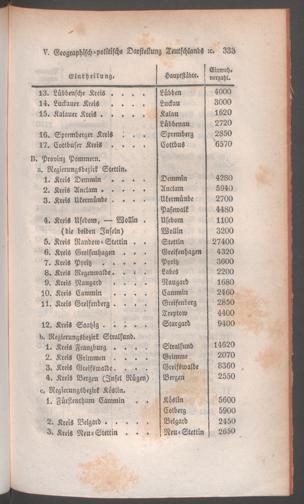 V. Geographisch-politische Darstellung Teutschlands ꝛc. 333
Eintheilung. Hauptstädte. Einwoh-
nerzahl.
13. Lübbensche Kreis . . . . Lübben 4000
14. Luckauer Kreis . . . . Luckau 3000
15. Kalauer Kreis . . . . Kalau 1620
Lübbenau 2720
16. Spremberger Kreis . . . Spremberg 2850
17. Cottbuser Kreis . . . Cottbus 6570
B. Provinz Pommern.
a. Regierungsbezirk Stettin.
1. Kreis Demmin . . . . Demmin 4280
2. Kreis Anclam . . . . Anclam 5940
3. Kreis Ukermünde . . . Ukermünde 2700
Pasewalk 4480
4. Kreis Usedom, — Wollin . Usedom 1100
(die beiden Inseln) Wollin 3200
5. Kreis Randow-Stettin . . Stettin 27400
6. Kreis Greifenhagen . . . Greifenhagen 4320
7. Kreis Pyritz . . . . Pyritz 3600
8. Kreis Regenwalde . . . Labes 2200
9. Kreis Naugard . . . . Naugard 1680
10. Kreis Cammin . . . . Cammin 2460
11. Kreis Greifenberg . . . Greifenberg 2850
Treptow 4400
12. Kreis Saatzig . . . . Stargard 9400
b. Regierungsbezirk Stralsund.
1. Kreis Franzburg . . . Stralsund 14620
2. Kreis Grimmen . . . Grimme 2070
3. Kreis Greifswalde . . . Greifswalde 8360
4. Kreis Bergen (Insel Rügen) Bergen 2550
c. Regierungsbezirk Köslin.
1. Fürstenthum Cammin . . Köslin 5600
Colberg 5900
2. Kreis Belgard . . . . Belgard 2450
3. Kreis Neu-Stettin . . . Neu-Stettin 2650